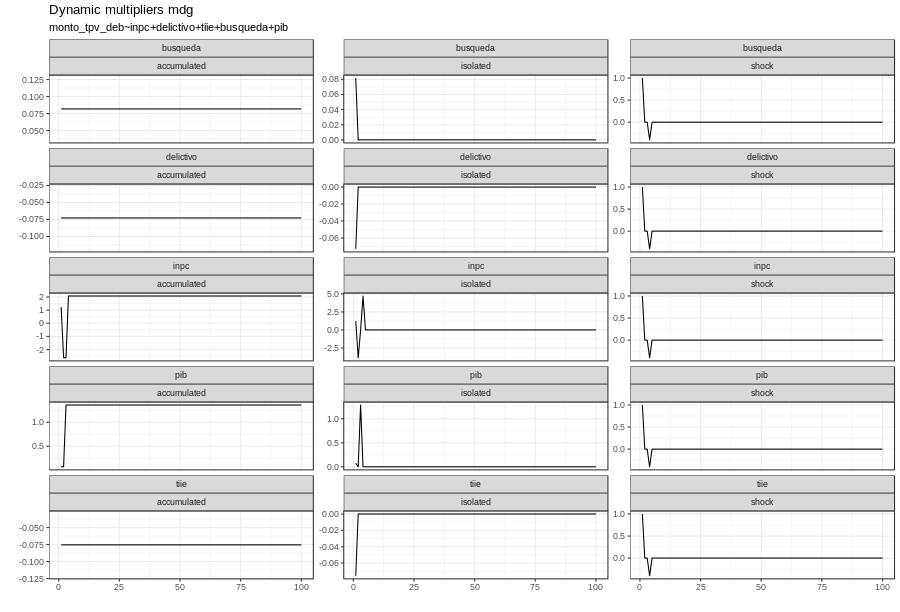 Dynamic multipliers mdg
monto_tpv_deb~inpc+delictivo+tiie+busqueda+pib
busqueda
accumulated
0.125
0.100
0.075
0.050
busqueda
isolated
0.08
0.06
0.04
0.02
0.00
busqueda
shock
1.0
0.5
0.0
delictivo
accumulated
-0.025
-0.050
-0.075
-0.100
delictivo
isolated
0.00
-0.02
-0.04
-0.06
delictivo
shock
1.0
0.5
0.0
inpc
accumulated
2
1
0
-1
-2
inpc
isolated
5.0
2.5
0.0
-2.5
inpc
shock
1.0
0.5
0.0
pib
accumulated
1.0
0.5
pib
isolated
1.0
0.5
0.0
pib
shock
1.0
0.5
0.0
tiie
accumulated
-0.050
-0.075
-0.100
-0.125
0 25 50 75 100
tiie
isolated
0.00
-0.02
-0.04
-0.06
0 25 50 75 100
tiie
shock
1.0
0.5
0.0
0 25 50 75 100